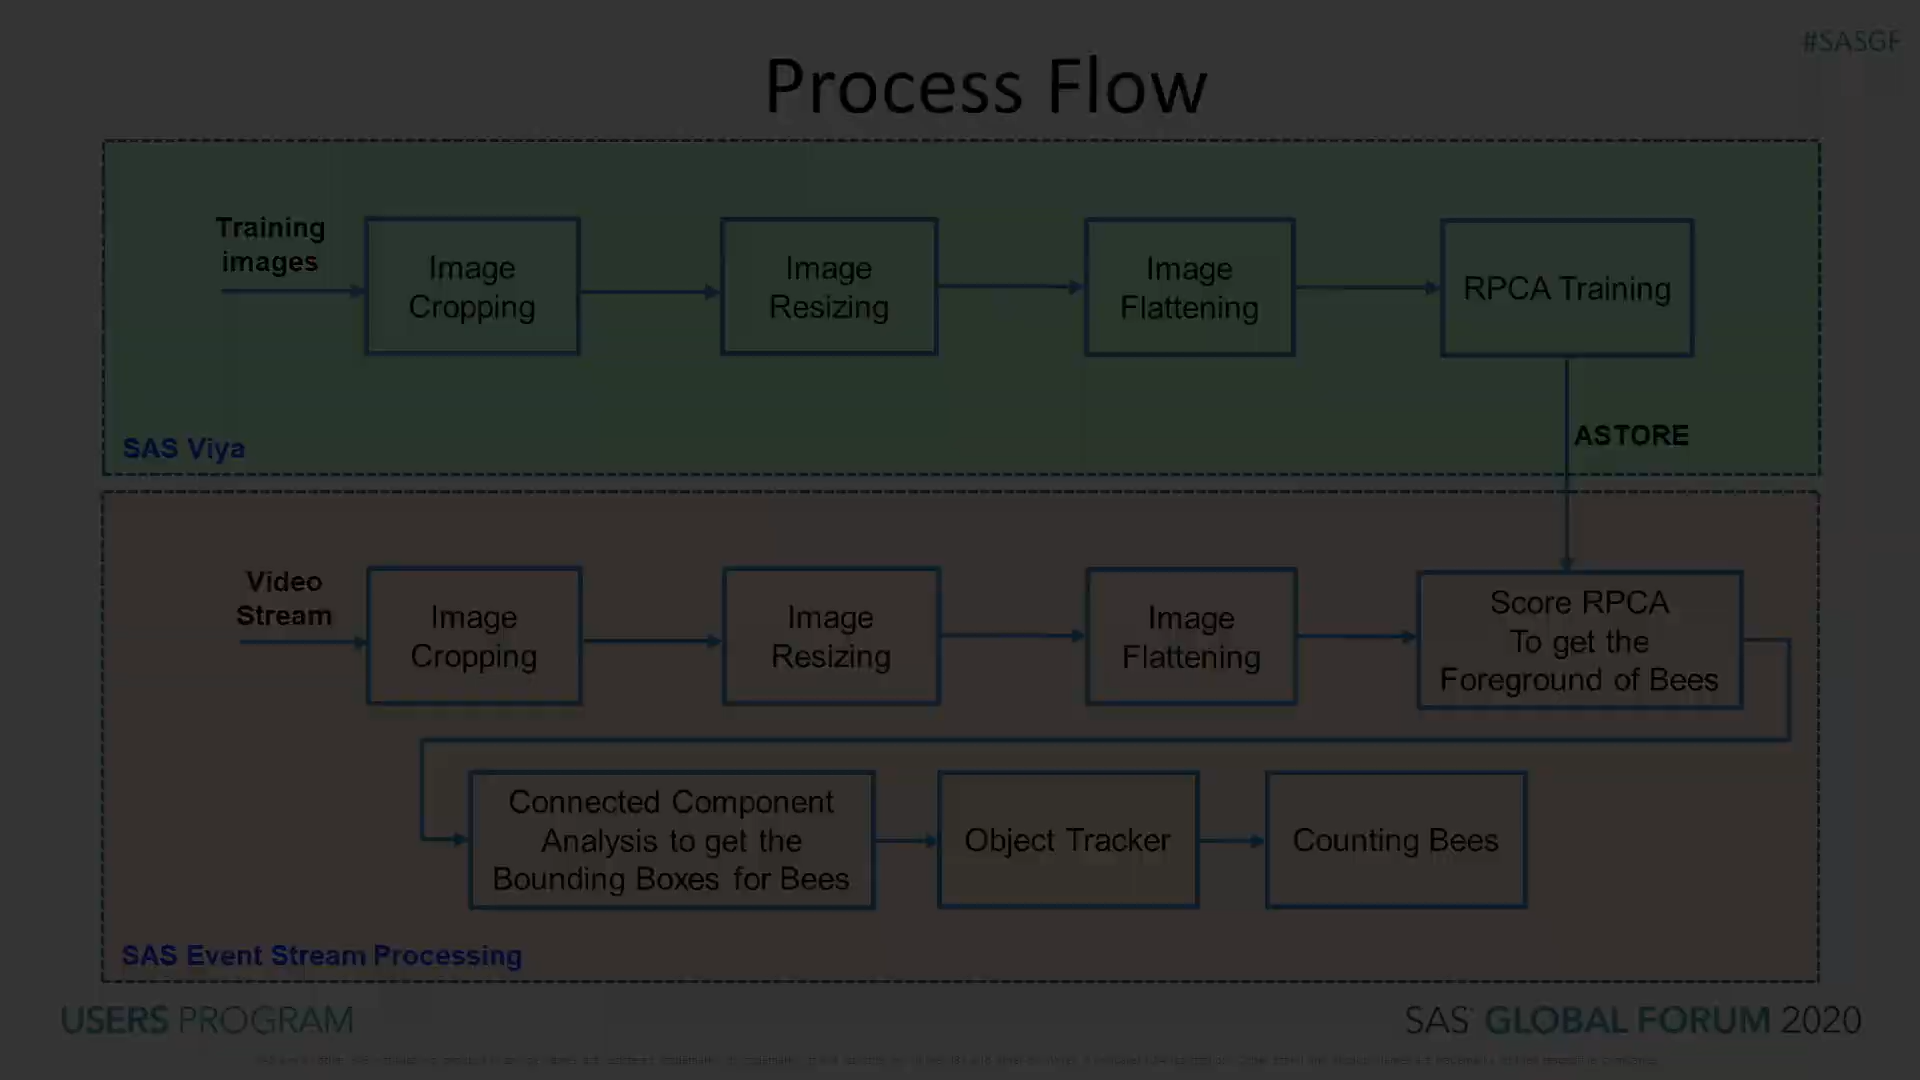 #SASGF
Process Flow
Training
images
Image
Cropping
Image
Resizing
Image
Flattening
RPCA Training
ASTORE
SAS Viya
Video
Stream
Image
Cropping
Image
Resizing
Image
Flattening
Score RPCA
To get the
Foreground of Bees
Connected Component
Analysis to get the
Bounding Boxes for Bees
Object Tracker
Counting Bees
SAS Event Stream Processing
USERS PROGRAM
SAS GLOBAL FORUM 2020